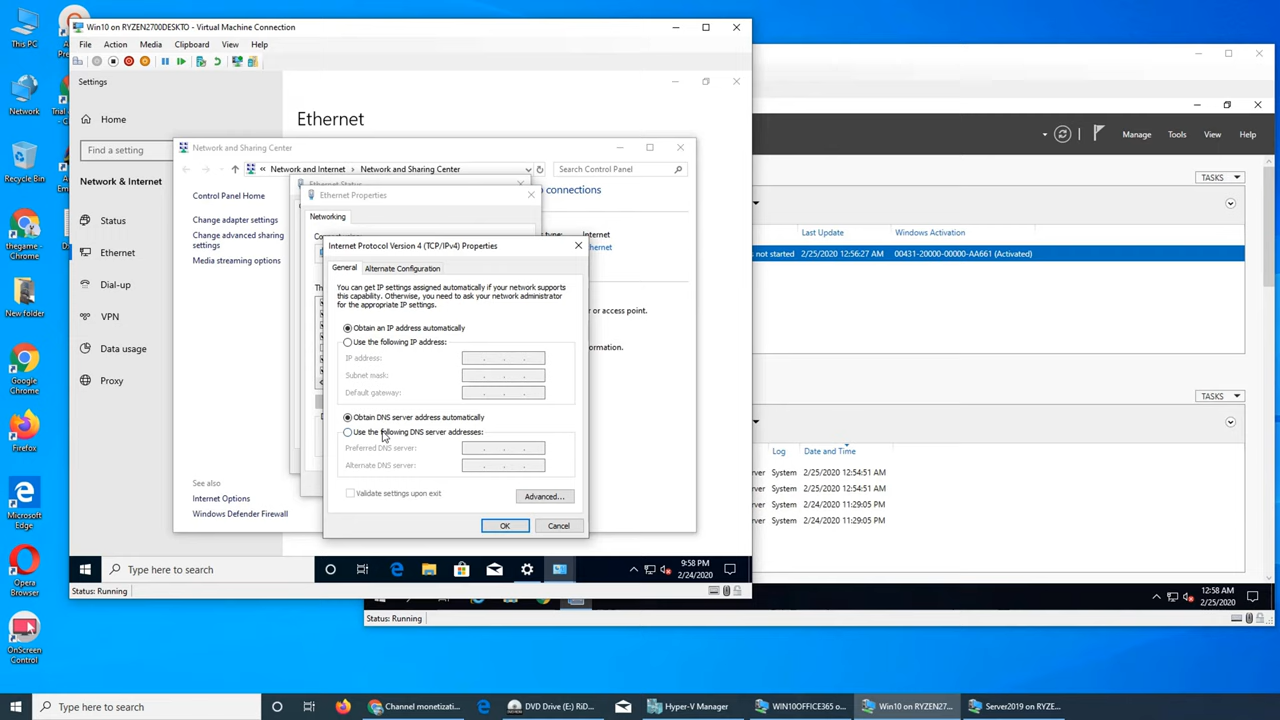 This PC
Network
Recycle Bin
thegame - Chrome
New folder
Google Chrome
Firefox
Microsoft Edge
Opera Browser
OnScreen Control
Win10 on RYZEN2700DESKTO - Virtual Machine Connection
File Action Media Clipboard View Help
Settings
Home
Find a setting
Network & Internet
Status
Ethernet
Dial-up
VPN
Data usage
Proxy
Ethernet
Network and Sharing Center
« Network and Internet > Network and Sharing Center
Search Control Panel
Control Panel Home
Change adapter settings
Change advanced sharing settings
Media streaming options
See also
Internet Options
Windows Defender Firewall
Ethernet Status
Ethernet Properties
Networking
Internet Protocol Version 4 (TCP/IPv4) Properties
General Alternate Configuration
You can get IP settings assigned automatically if your network supports
this capability. Otherwise, you need to ask your network administrator
for the appropriate IP settings.
Obtain an IP address automatically
Use the following IP address:
IP address:
Subnet mask:
Default gateway:
Obtain DNS server address automatically
Use the following DNS server addresses:
Preferred DNS server:
Alternate DNS server:
Validate settings upon exit
Advanced...
OK Cancel
connections
Internet
or access point.
Type here to search
9:58 PM
2/24/2020
Status: Running
Manage Tools View Help
TASKS
Last Update Windows Activation
not started 2/25/2020 12:56:27 AM 00431-20000-00000-AA661 (Activated)
TASKS
Log Date and Time
System 2/25/2020 12:54:51 AM
System 2/25/2020 12:54:51 AM
System 2/24/2020 11:29:05 PM
System 2/24/2020 11:29:05 PM
12:58 AM
2/25/2020
Status: Running
Type here to search
Channel monetizati...
DVD Drive (E:) RiD...
Hyper-V Manager
WIN10OFFICE365 o...
Win10 on RYZEN27...
Server2019 on RYZE...